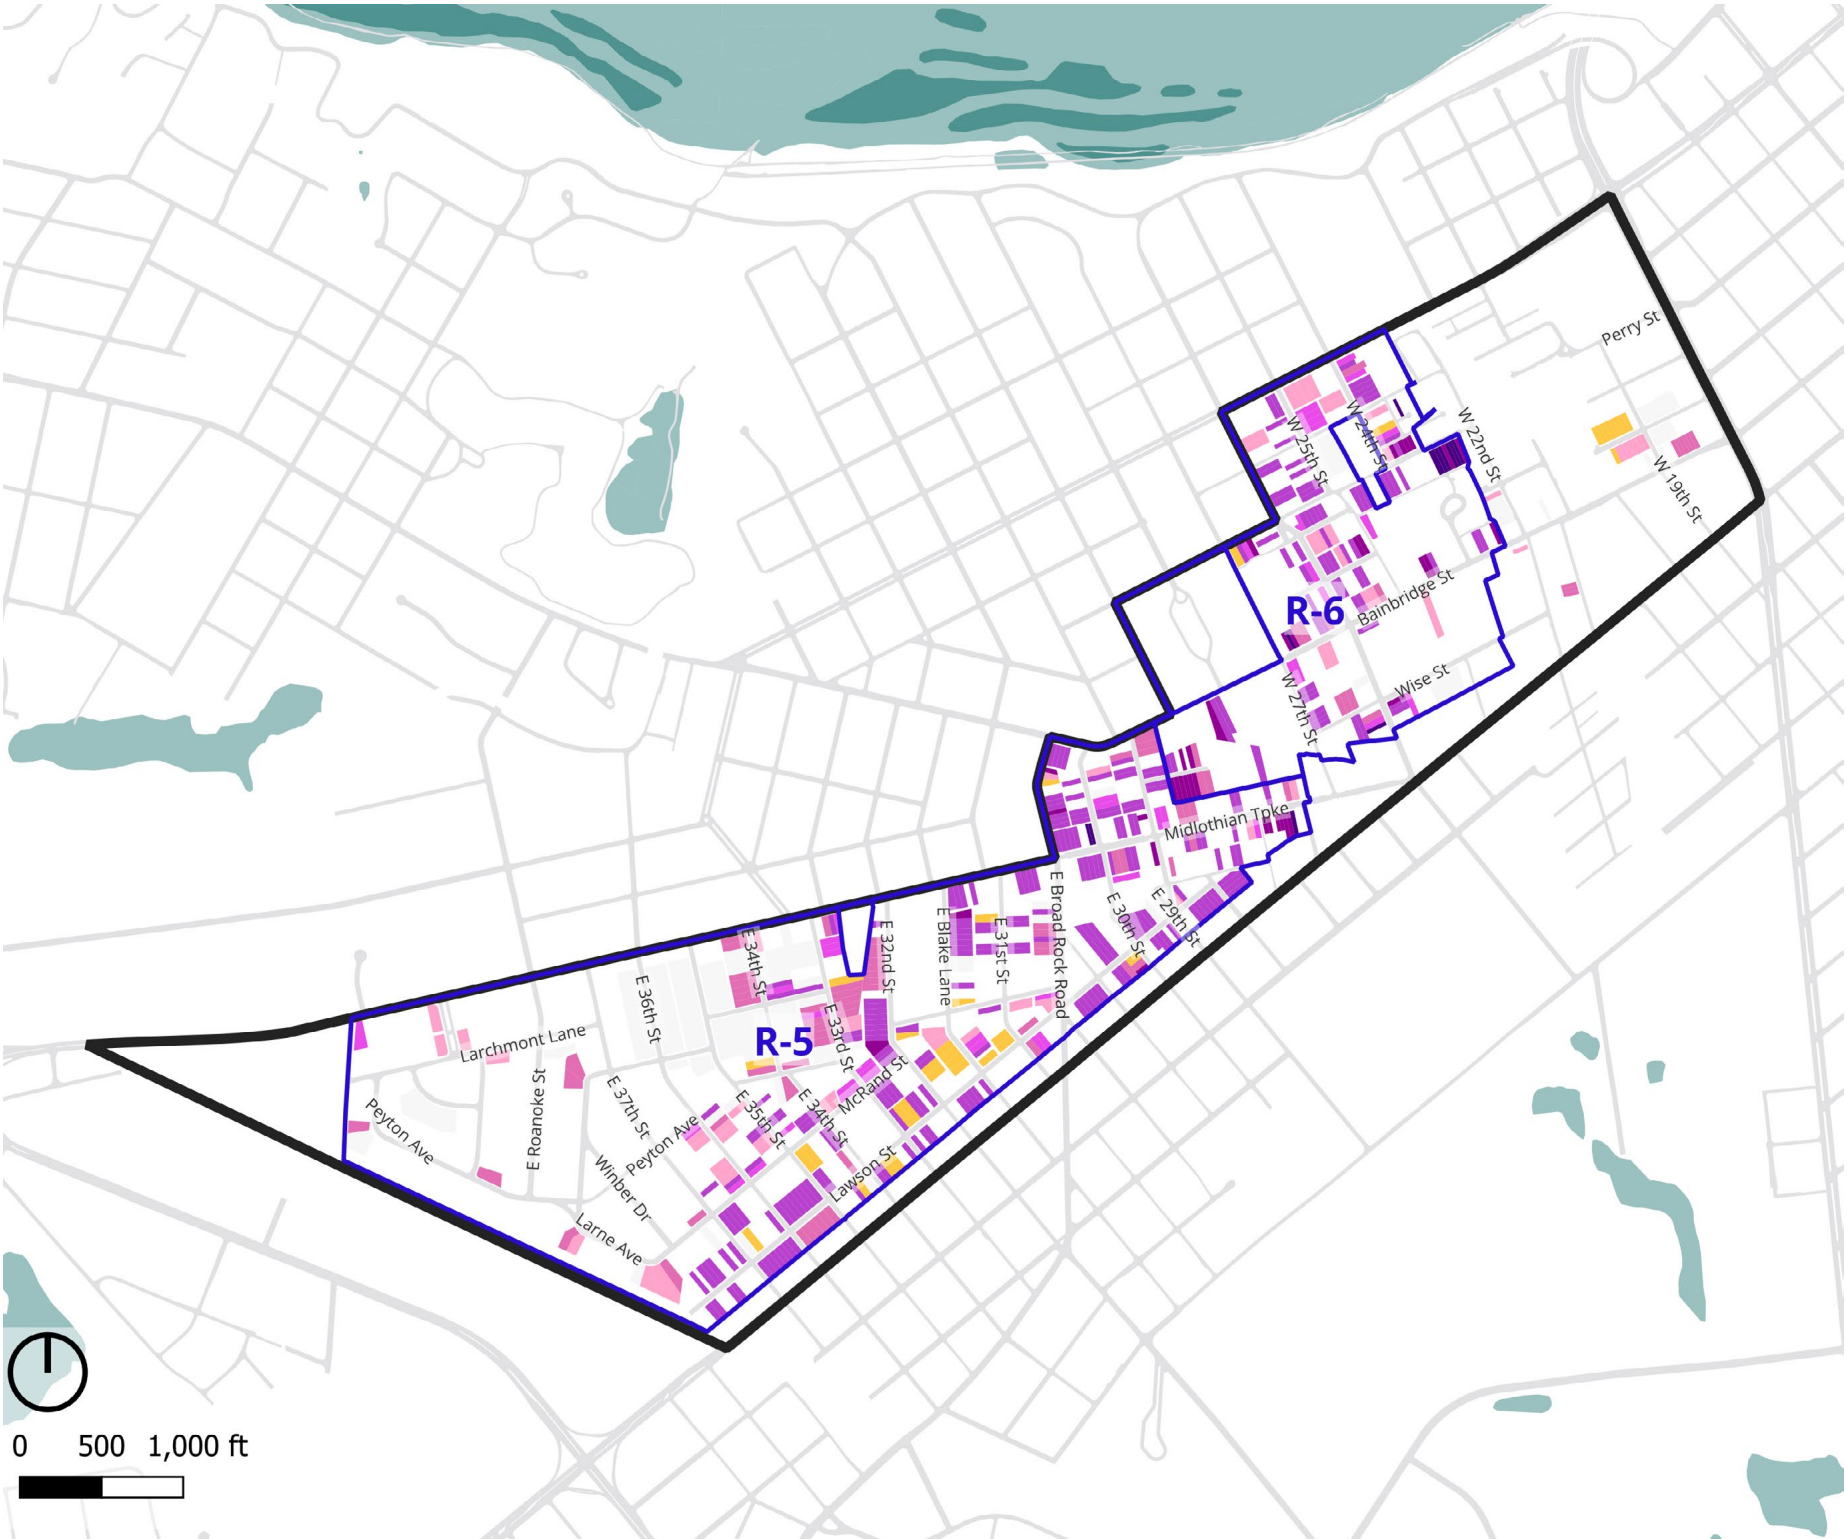 Perry St
W 22nd St
W 24th St
W 25th St
W 19th St
R-6
Bainbridge St
Wise St
W 27th St
Midlothian Tpke
E Broad Rock Road
E 30th St
E 29th St
E Blake Lane
E 31st St
E 32nd St
E 34th St
E 36th St
E 33rd St
R-5
Larchmont Lane
McRand St
E Roanoke St
E 37th St
E 35th St
E 34th St
Peyton Ave
Peyton Ave
Winber Dr
Lawson St
Larne Ave
0 500 1,000 ft